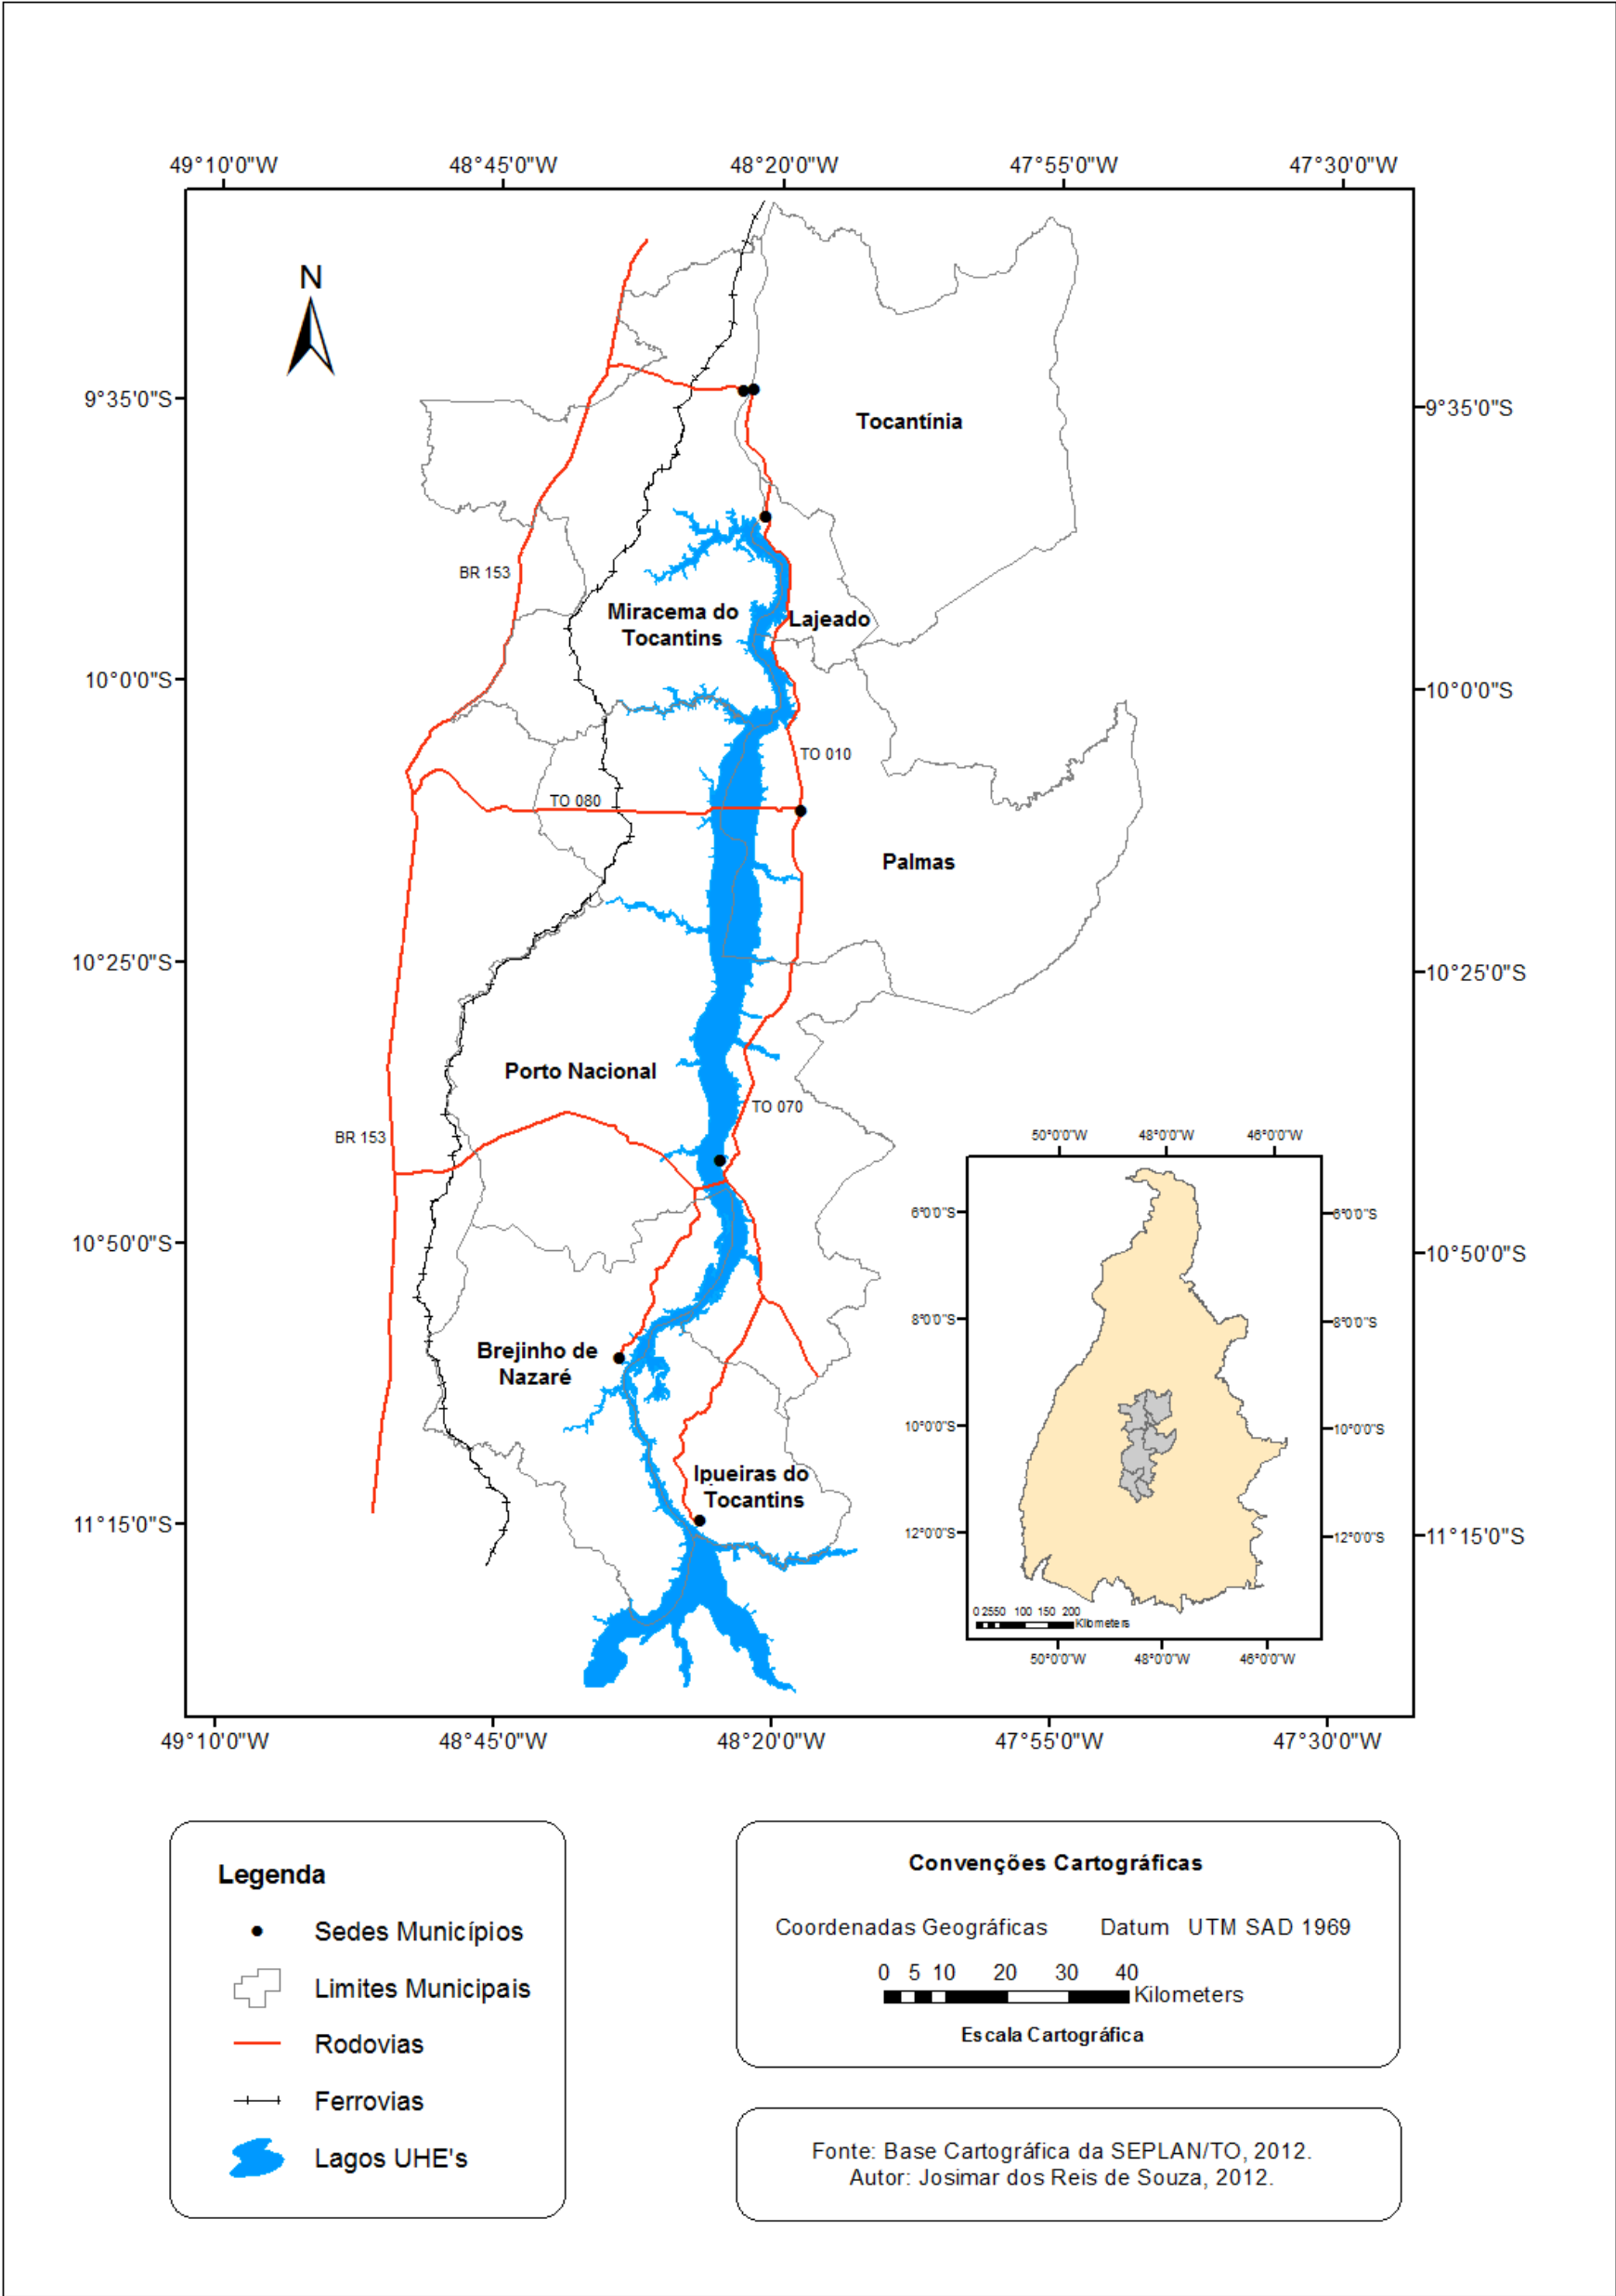 49°10'0"W
48°45'0"W
48°20'0"W
47°55'0"W
47°30'0"W
N
9°35'0"S
9°35'0"S
Tocantínia
BR 153
Miracema do
Tocantins
Lajeado
10°0'0"S
10°0'0"S
TO 010
TO 080
Palmas
10°25'0"S
10°25'0"S
Porto Nacional
TO 070
BR 153
50°0'0"W
48°0'0"W
46°0'0"W
6°0'0"S
6°0'0"S
10°50'0"S
10°50'0"S
8°0'0"S
8°0'0"S
Brejinho de
Nazaré
10°0'0"S
10°0'0"S
Ipueiras do
Tocantins
11°15'0"S
12°0'0"S
12°0'0"S
11°15'0"S
0 25 50 100 150 200
Kilometers
50°0'0"W
48°0'0"W
46°0'0"W
49°10'0"W
48°45'0"W
48°20'0"W
47°55'0"W
47°30'0"W
Legenda
Sedes Municípios
Limites Municipais
Rodovias
Ferrovias
Lagos UHE's
Convenções Cartográficas
Coordenadas Geográficas Datum UTM SAD 1969
0 5 10 20 30 40
Kilometers
Escala Cartográfica
Fonte: Base Cartográfica da SEPLAN/TO, 2012.
Autor: Josimar dos Reis de Souza, 2012.